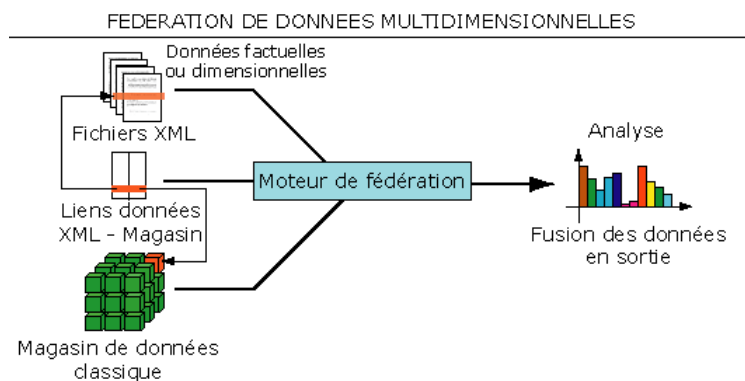 FEDERATION DE DONNEES MULTIDIMENSIONNELLES
Données factuelles
ou dimensionnelles
Fichiers XML
Liens données
XML - Magasin
Magasin de données
classique
Moteur de fédération
Analyse
Fusion des données
en sortie